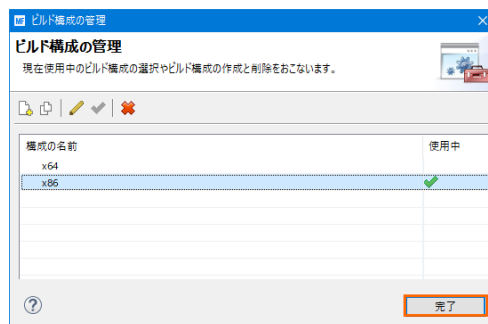 MF ビルド構成の管理
ビルド構成の管理
現在使用中のビルド構成の選択やビルド構成の作成と削除をおこないます。
構成の名前 使用中
x64
x86
完了